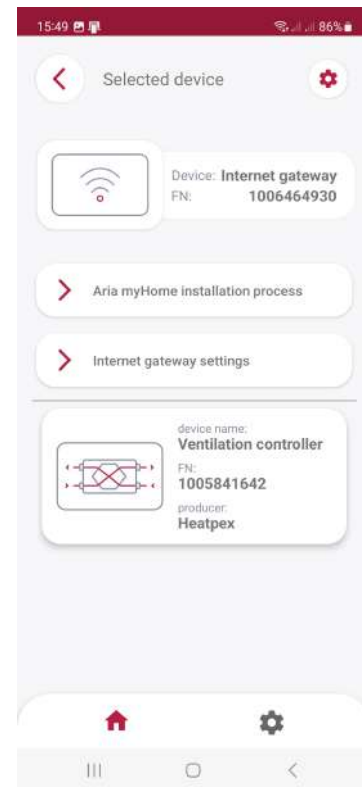 15:49 86%
Selected device
Device: Internet gateway
FN: 1006464930
Aria myHome installation process
Internet gateway settings
device name:
Ventilation controller
FN:
1005841642
producer:
Heatpex